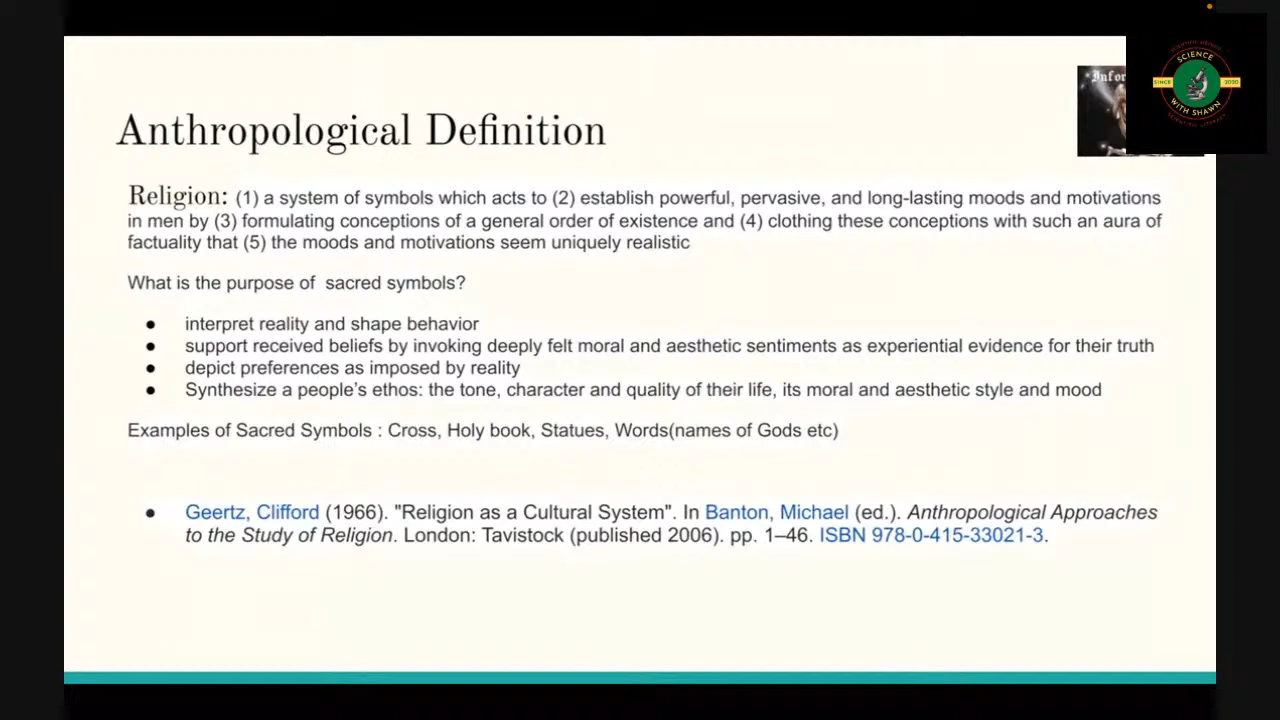 Anthropological Definition
Religion: (1) a system of symbols which acts to (2) establish powerful, pervasive, and long-lasting moods and motivations
in men by (3) formulating conceptions of a general order of existence and (4) clothing these conceptions with such an aura of
factuality that (5) the moods and motivations seem uniquely realistic
What is the purpose of  sacred symbols?
● interpret reality and shape behavior
● support received beliefs by invoking deeply felt moral and aesthetic sentiments as experiential evidence for their truth
● depict preferences as imposed by reality
● Synthesize a people's ethos: the tone, character and quality of their life, its moral and aesthetic style and mood
Examples of Sacred Symbols : Cross, Holy book, Statues, Words(names of Gods etc)
● Geertz, Clifford (1966). "Religion as a Cultural System". In Banton, Michael (ed.). Anthropological Approaches
to the Study of Religion. London: Tavistock (published 2006). pp. 1–46. ISBN 978-0-415-33021-3.
Infor
SCIENCE
SINCE 2020
WITH SHAWN
SCIENTIFIC LITERACY